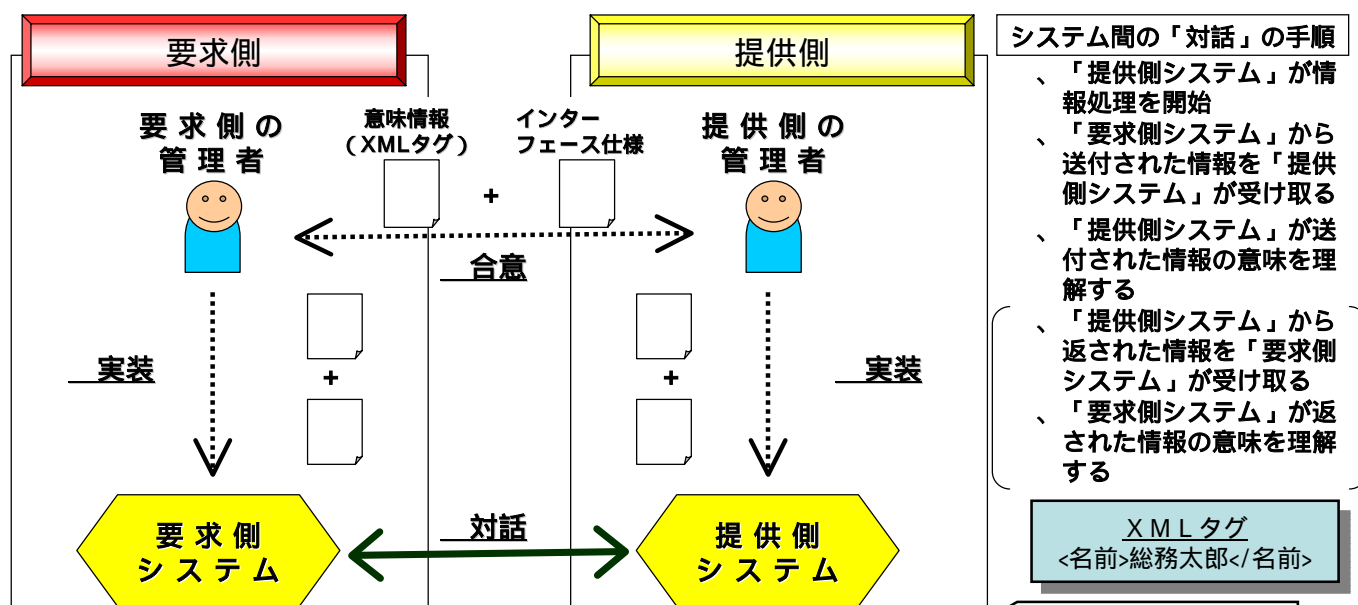 要求側
提供側
要求側の
管理者
意味情報
（XMLタグ）
+
インター
フェース仕様
提供側の
管理者
合意
実装
+
+
実装
要求側
システム
対話
提供側
システム
システム間の「対話」の手順
、「提供側システム」が情
報処理を開始
、「要求側システム」から
送付された情報を「提供
側システム」が受け取る
、「提供側システム」が送
付された情報の意味を理
解する
、「提供側システム」から
返された情報を「要求側
システム」が受け取る
、「要求側システム」が返
された情報の意味を理解
する
ＸＭＬタグ
<名前>総務太郎</名前>